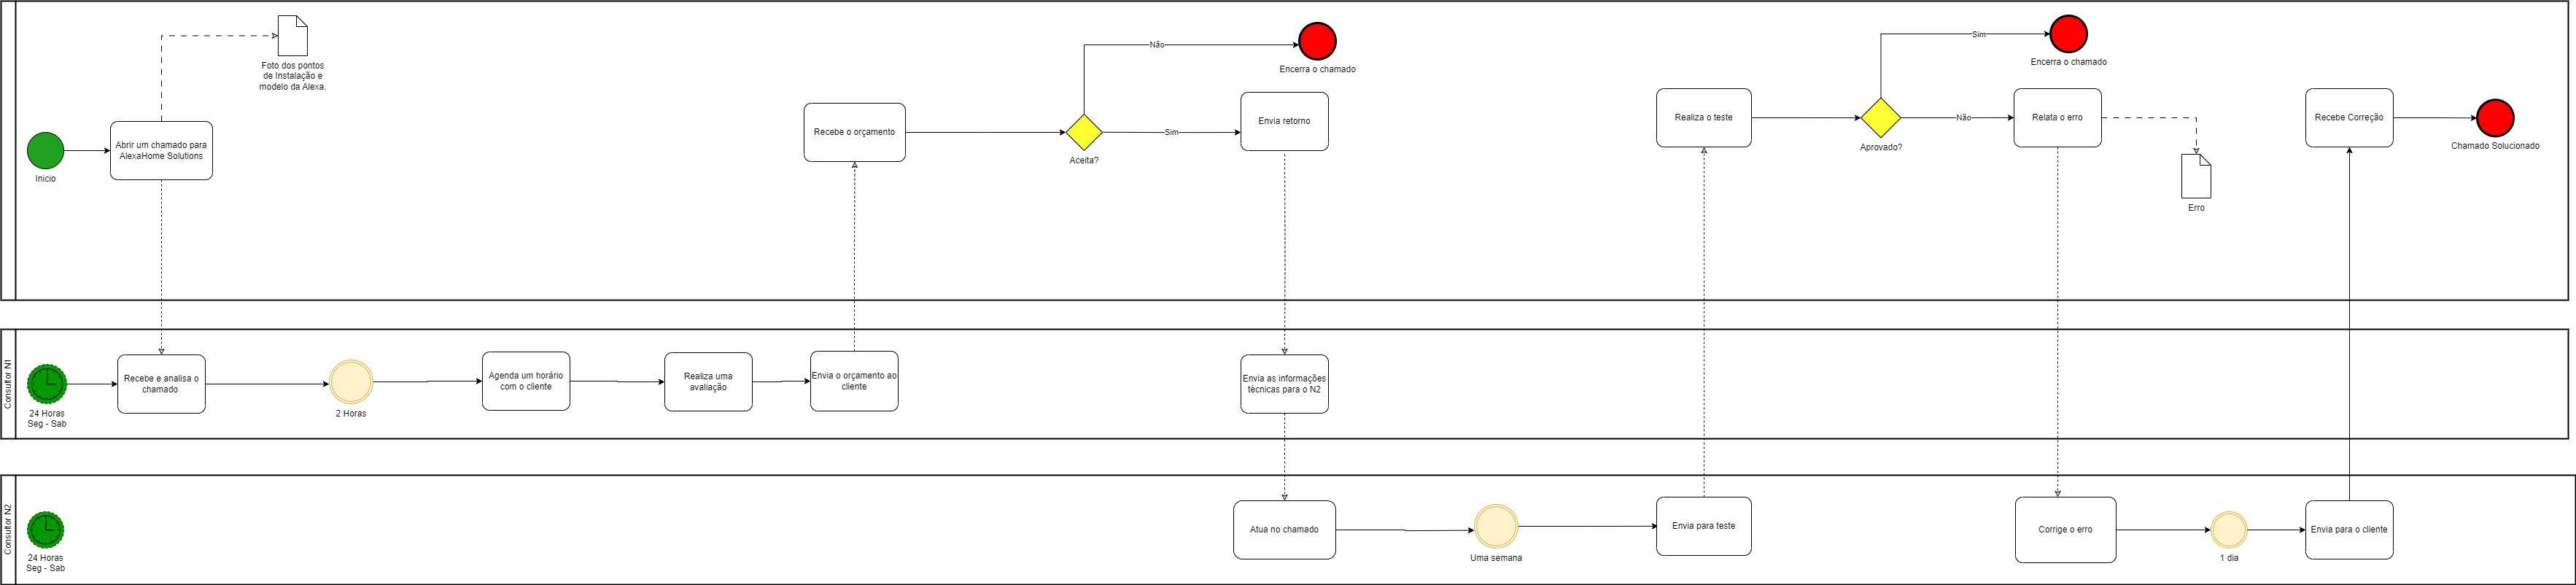 Foto dos pontos
de Instalação e
modelo da Alexa.
Inicio
Abrir um chamado para
AlexaHome Solutions
Recebe o orçamento
Aceita?
Não
Sim
Encerra o chamado
Envia retorno
Realiza o teste
Aprovado?
Sim
Não
Encerra o chamado
Relata o erro
Erro
Recebe Correção
Chamado Solucionado
Consultor N1
24 Horas
Seg - Sab
Recebe e analisa o
chamado
2 Horas
Agenda um horário
com o cliente
Realiza uma
avaliação
Envia o orçamento ao
cliente
Envia as informações
técnicas para o N2
Consultor N2
24 Horas
Seg - Sab
Atua no chamado
Uma semana
Envia para teste
Corrige o erro
1 dia
Envia para o cliente